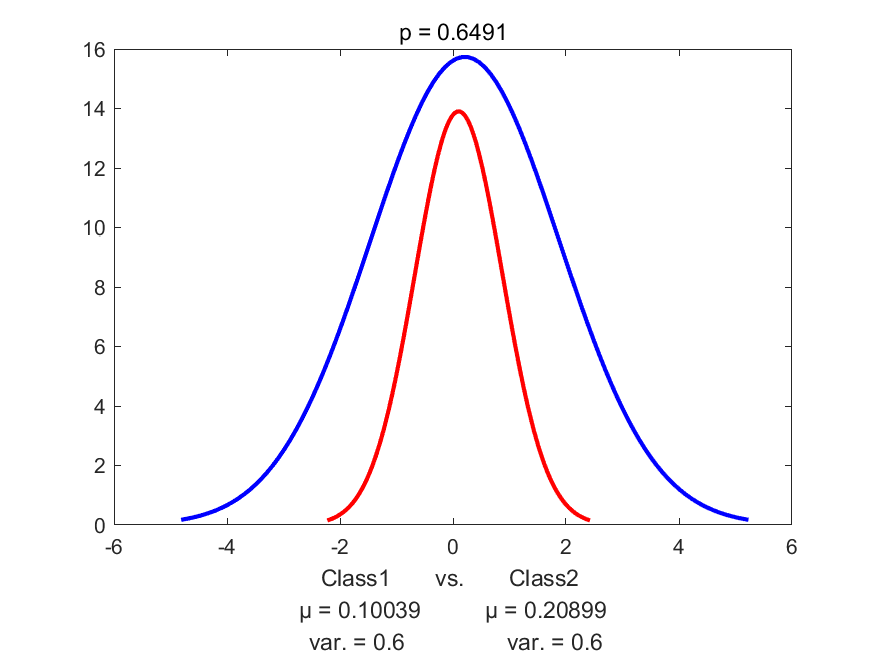 p = 0.6491
16
14
12
10
8
6
4
2
0
-6 -4 -2 0 2 4 6
Class1 vs. Class2
μ = 0.10039 μ = 0.20899
var. = 0.6 var. = 0.6